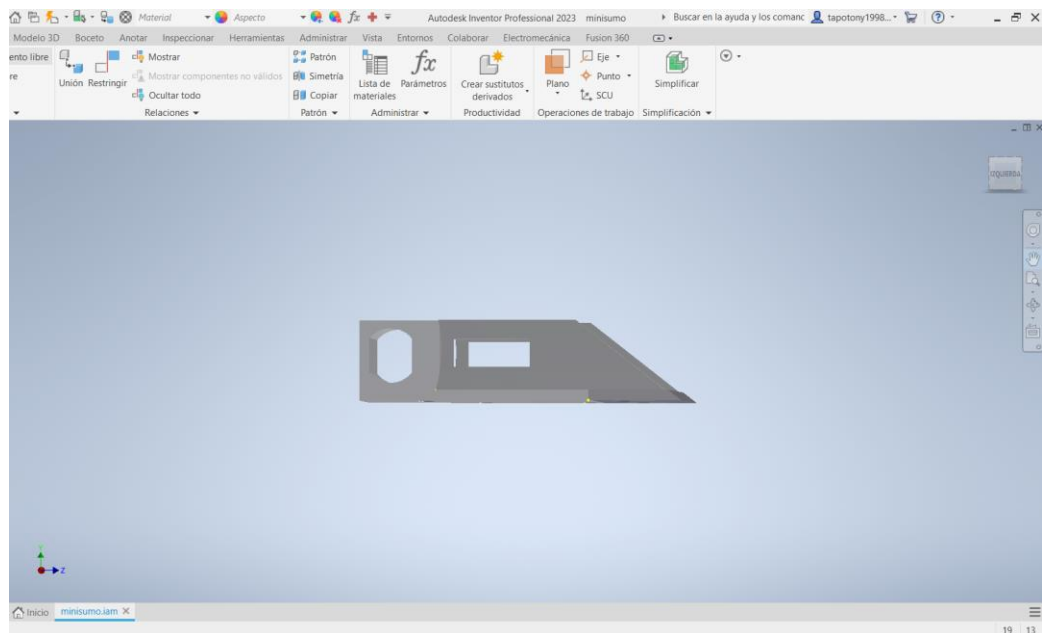 Material Aspecto fx Autodesk Inventor Professional 2023 minisumo Buscar en la ayuda y los comanc tapotony1998...
Modelo 3D Boceto Anotar Inspeccionar Herramientas Administrar Vista Entornos Colaborar Electromecánica Fusion 360
ento libre
re
Unión Restringir
Mostrar
Mostrar componentes no válidos
Ocultar todo
Relaciones
Patrón
Simetría
Copiar
Patrón
Lista de
materiales
fx
Parámetros
Administrar
Crear sustitutos
derivados
Productividad
Plano
Eje
Punto
SCU
Operaciones de trabajo
Simplificar
Simplificación
IZQUIERDA
Y
Z
Inicio minisumo.iam
19 13